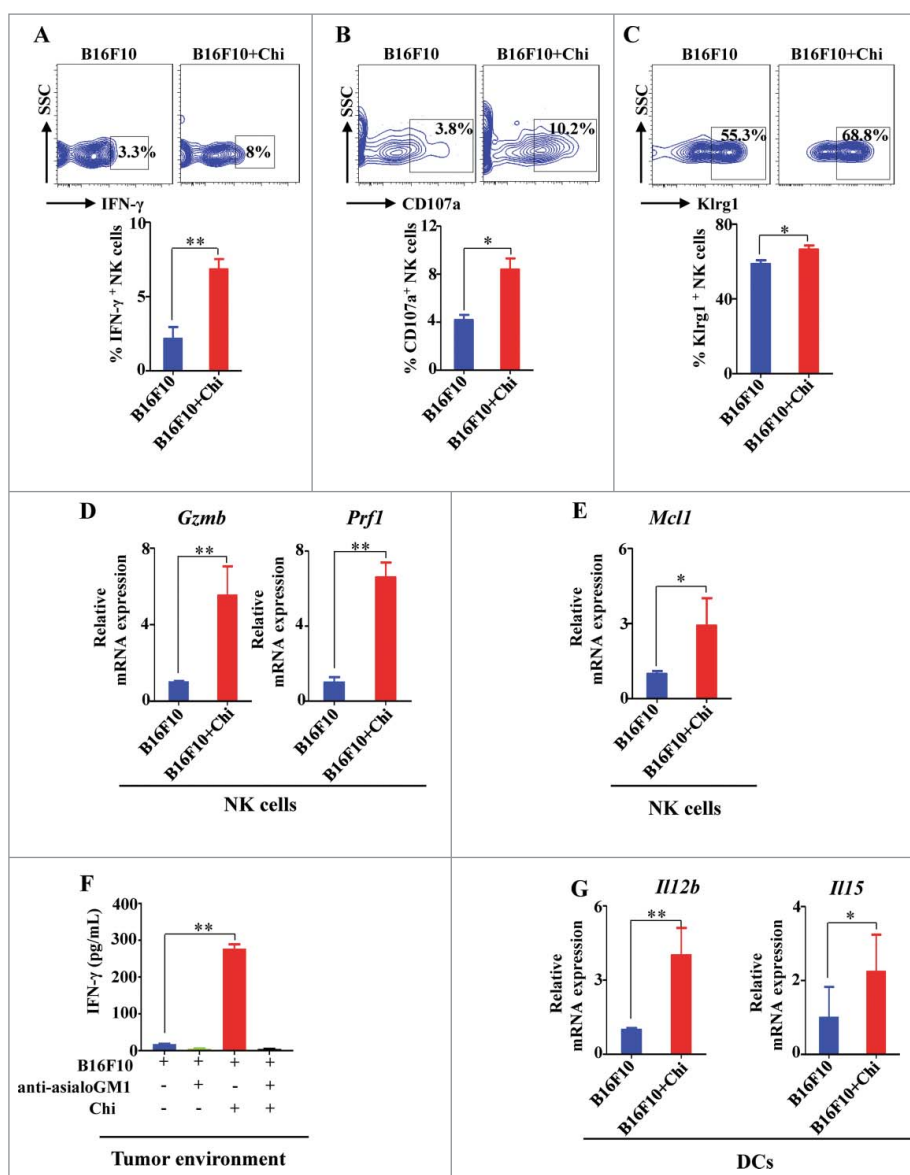 A
B16F10 B16F10+Chi
SSC
3.3% 8%
IFN-γ
% IFN-γ + NK cells
10
5
0
**
B16F10
B16F10+Chi
B
B16F10 B16F10+Chi
SSC
3.8% 10.2%
CD107a
% CD107a+ NK cells
12
8
4
0
*
B16F10
B16F10+Chi
C
B16F10 B16F10+Chi
SSC
55.3% 68.8%
Klrg1
% Klrg1 + NK cells
80
60
40
20
0
*
B16F10
B16F10+Chi
D
Gzmb
Relative
mRNA expression
8
4
0
**
B16F10
B16F10+Chi
Prf1
Relative
mRNA expression
8
4
0
**
B16F10
B16F10+Chi
NK cells
E
Mcl1
Relative
mRNA expression
6
3
0
*
B16F10
B16F10+Chi
NK cells
F
IFN-γ (pg/mL)
400
300
200
100
0
**
B16F10 + + + +
anti-asialoGM1 - + - +
Chi - - + +
Tumor environment
G
Il12b
Relative
mRNA expression
6
3
0
**
B16F10
B16F10+Chi
Il15
Relative
mRNA expression
4
2
0
*
B16F10
B16F10+Chi
DCs